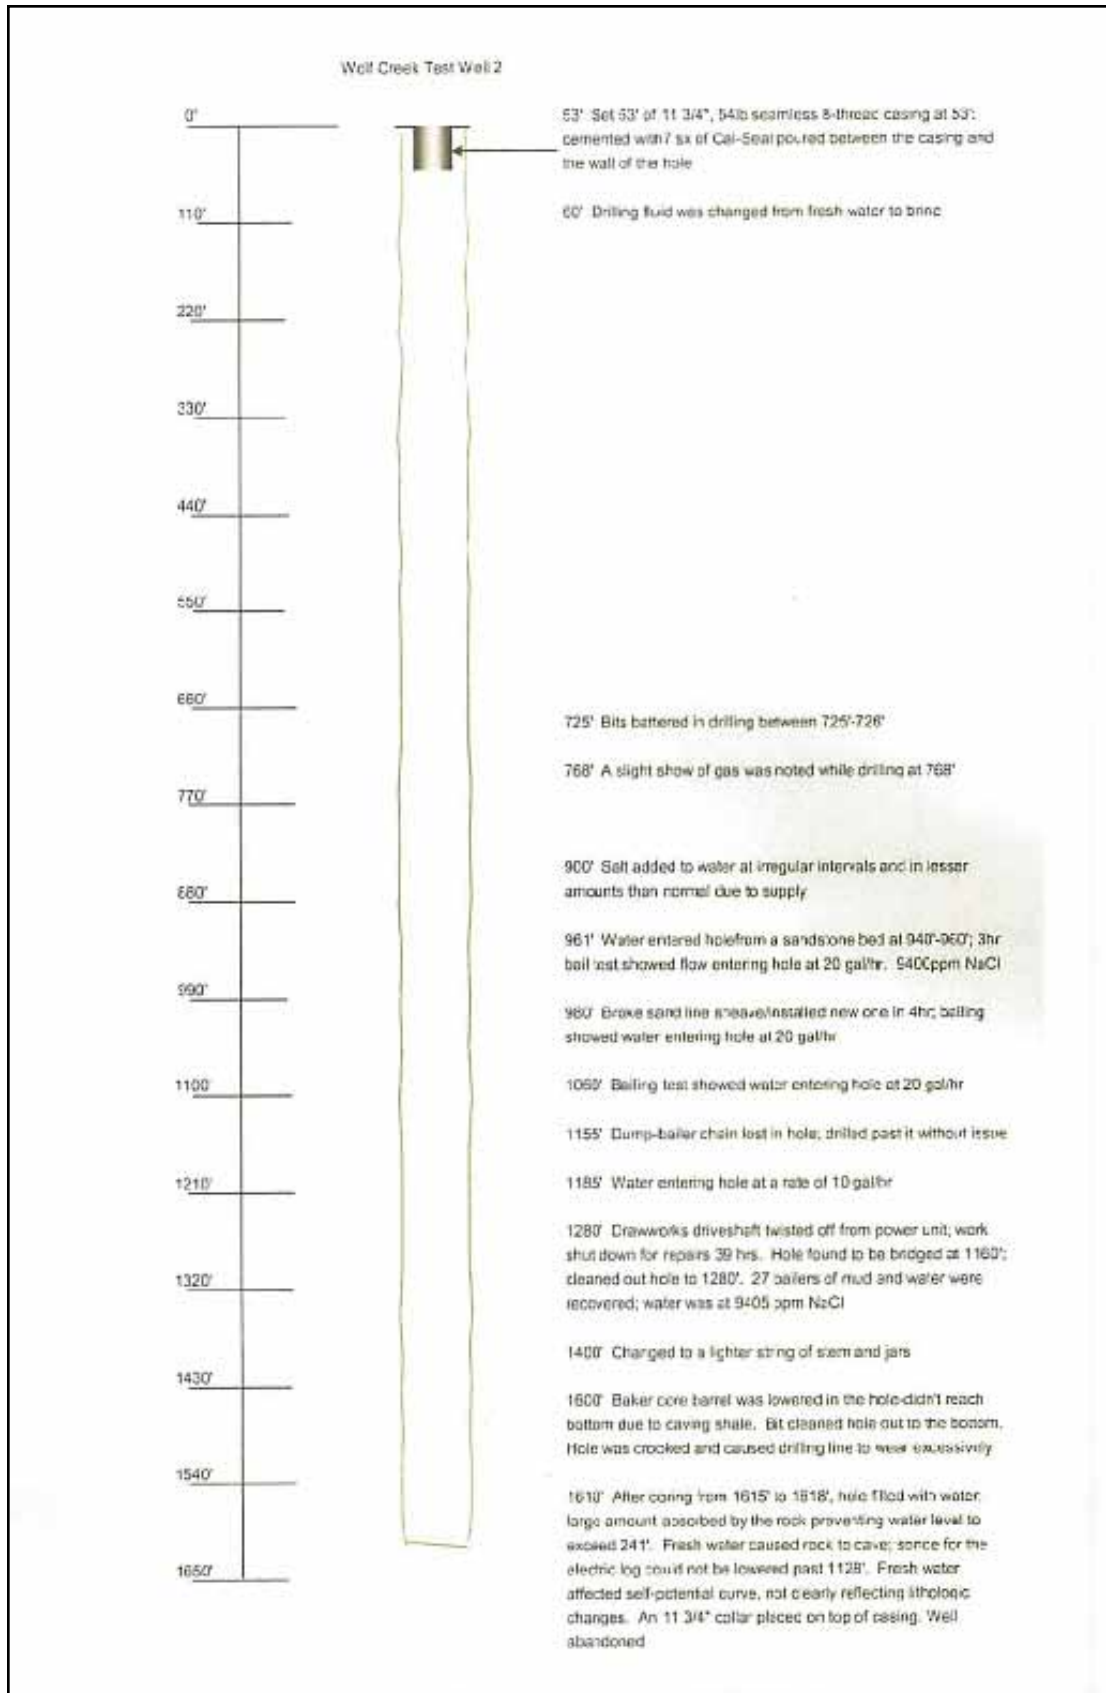 Wolf Creek Test Well 2
0'
110'
220'
330'
440'
550'
660'
770'
880'
990'
1100'
1210'
1320'
1430'
1540'
1650'
53' Set 53' of 11 3/4", 54lb seamless 8-thread casing at 53';
cemented with 7 sx of Cal-Seal poured between the casing and
the wall of the hole
60' Drilling fluid was changed from fresh water to brine
725' Bits battered in drilling between 725'-726'
768' A slight show of gas was noted while drilling at 768'
900' Salt added to water at irregular intervals and in lesser
amounts than normal due to supply
961' Water entered holefrom a sandstone bed at 940'-960'; 3hr
bail test showed flow entering hole at 20 gal/hr. 9400ppm NaCl
980' Broke sand line sheave/installed new one in 4hr; bailing
showed water entering hole at 20 gal/hr
1060' Bailing test showed water entering hole at 20 gal/hr
1155' Dump-bailer chain lost in hole; drilled past it without issue
1185' Water entering hole at a rate of 10 gal/hr
1280' Drawworks driveshaft twisted off from power unit; work
shut down for repairs 39 hrs. Hole found to be bridged at 1160';
cleaned out hole to 1280'. 27 bailers of mud and water were
recovered; water was at 9405 ppm NaCl
1400' Changed to a lighter string of stem and jars
1600' Baker core barrel was lowered in the hole-didn't reach
bottom due to caving shale. Bit cleaned hole out to the bottom.
Hole was crooked and caused drilling line to wear excessively
1618' After coring from 1615' to 1618', hole filled with water;
large amount absorbed by the rock preventing water level to
exceed 241'. Fresh water caused rock to cave; sonde for the
electric log could not be lowered past 1128'. Fresh water
affected self-potential curve, not clearly reflecting lithologic
changes. An 11 3/4" collar placed on top of casing. Well
abandoned